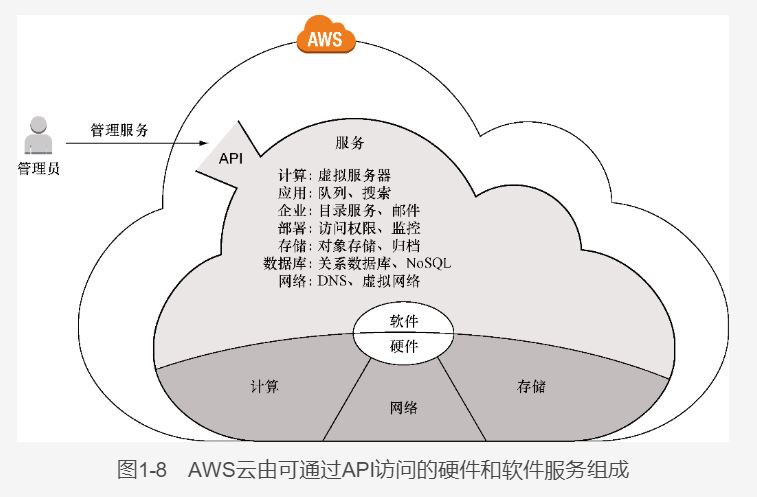 AWS
管理服务
管理员
API
服务
计算：虚拟服务器
应用：队列、搜索
企业：目录服务、邮件
部署：访问权限、监控
存储：对象存储、归档
数据库：关系数据库、NoSQL
网络：DNS、虚拟网络
软件
硬件
计算
网络
存储
图1-8 AWS云由可通过API访问的硬件和软件服务组成